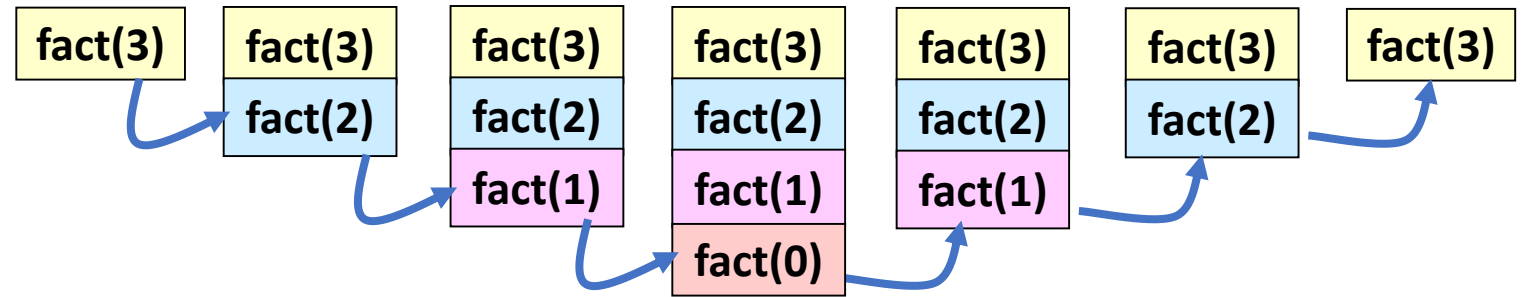 fact(3) fact(3) fact(3) fact(3) fact(3) fact(3) fact(3)
fact(2) fact(2) fact(2) fact(2) fact(2)
fact(1) fact(1) fact(1)
fact(0)